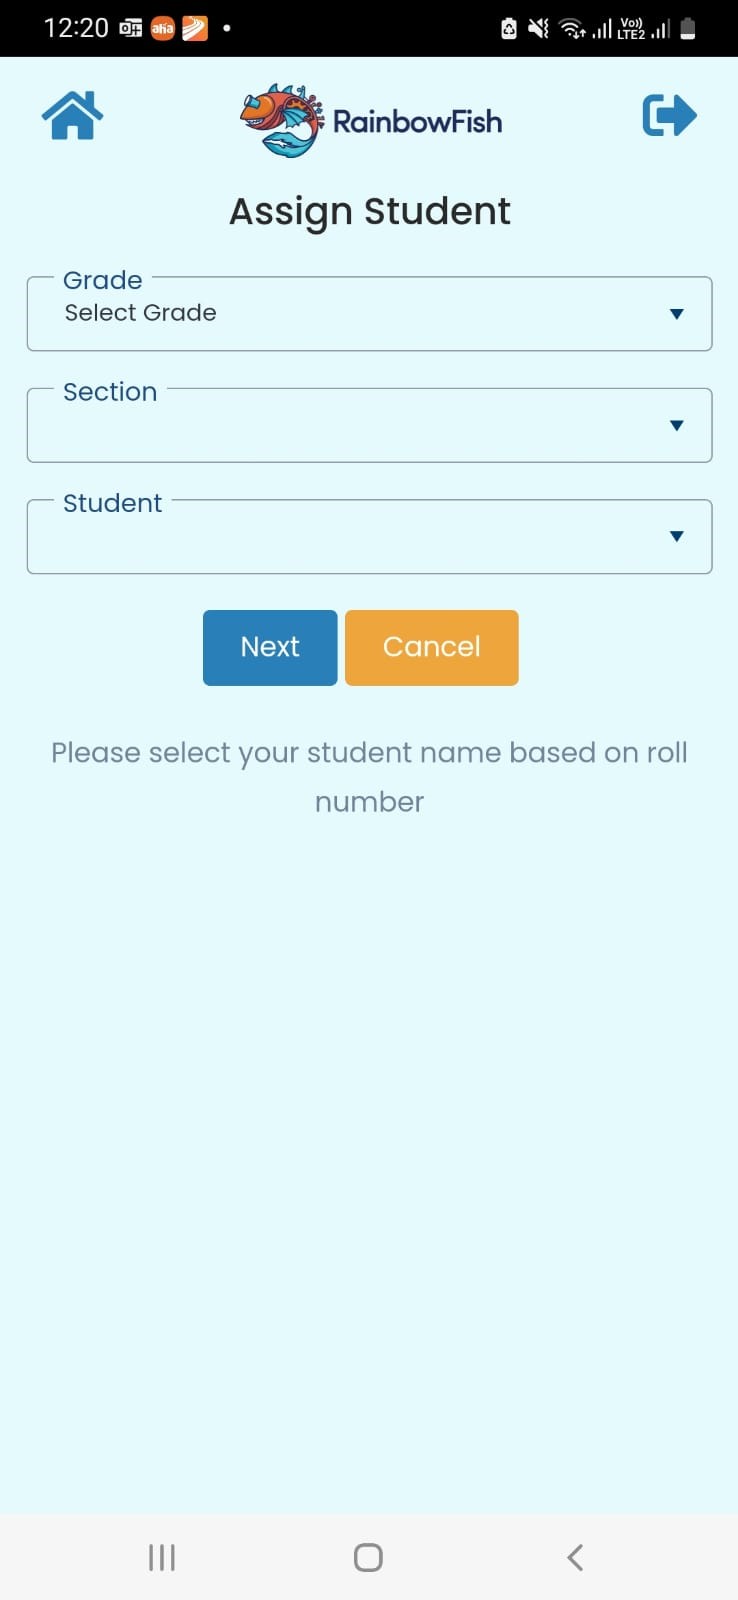 12:20 aha Vo)) LTE2
RainbowFish
Assign Student
Grade
Select Grade
Section
Student
Next Cancel
Please select your student name based on roll
number